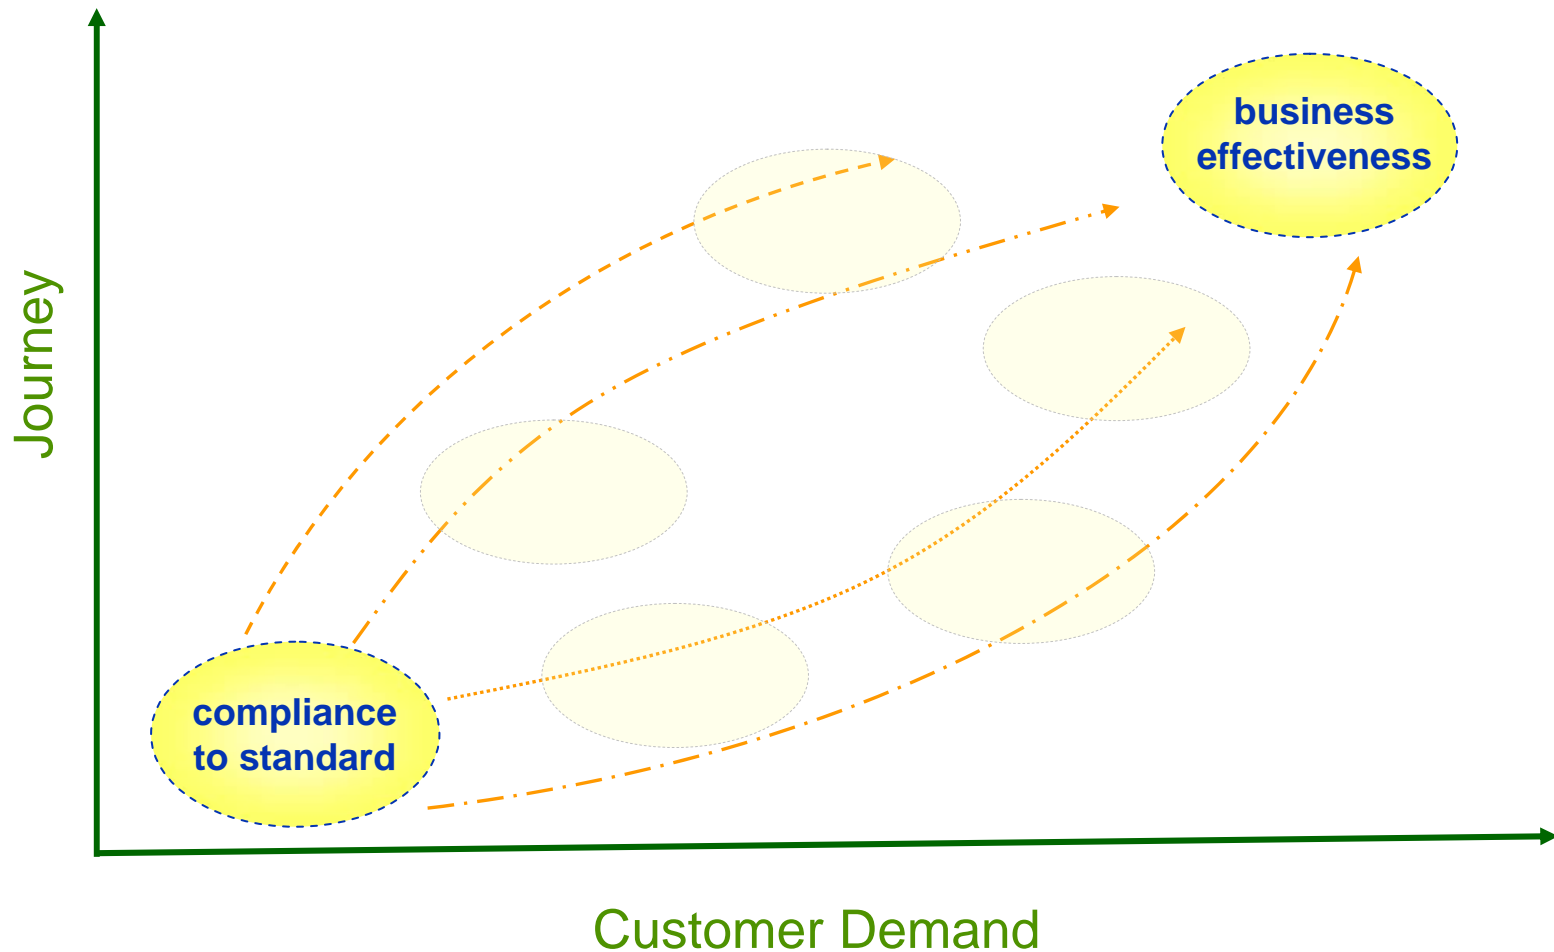 business
effectiveness
Journey
compliance
to standard
Customer Demand